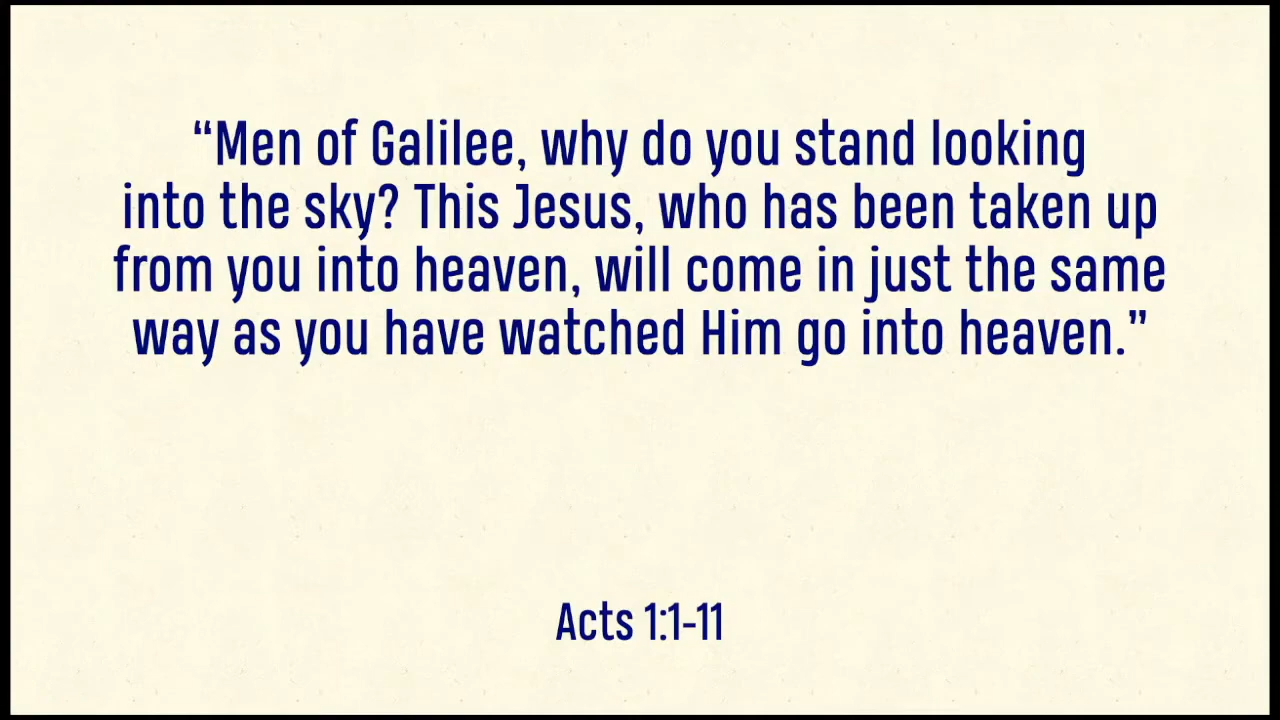 “Men of Galilee, why do you stand looking
into the sky? This Jesus, who has been taken up
from you into heaven, will come in just the same
way as you have watched Him go into heaven.”
Acts 1:1-11